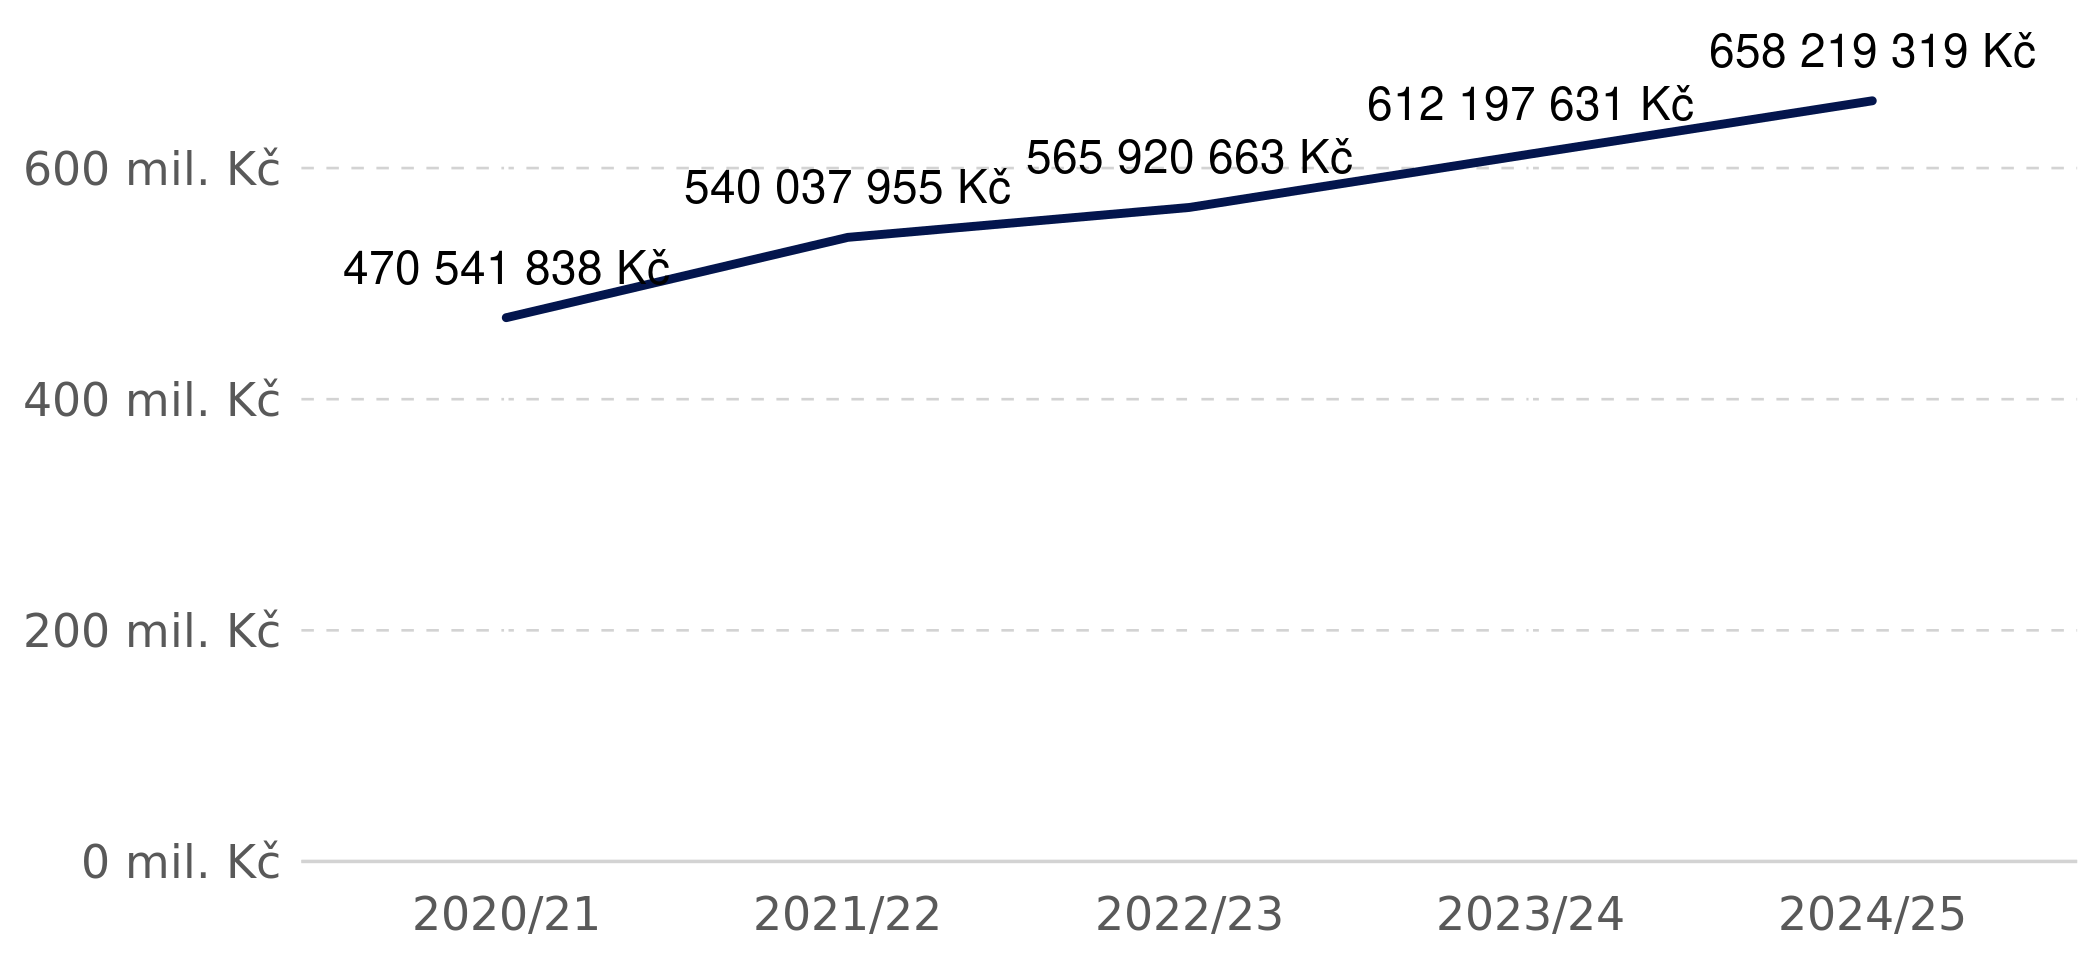 658 219 319 Kč
612 197 631 Kč
565 920 663 Kč
600 mil. Kč
540 037 955 Kč
470 541 838 Kč
400 mil. Kč
200 mil. Kč
0 mil. Kč
2020/21 2021/22 2022/23 2023/24 2024/25